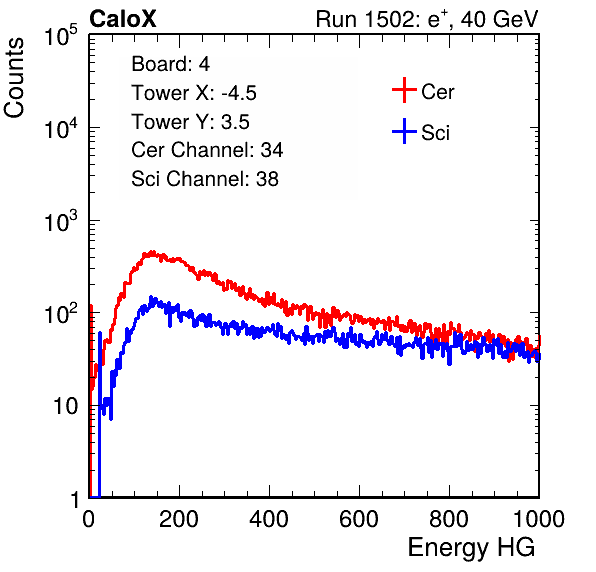 CaloX Run 1502: e⁺, 40 GeV
Counts
Board: 4
Tower X: -4.5
Tower Y: 3.5
Cer Channel: 34
Sci Channel: 38
Cer
Sci
10⁵
10⁴
10³
10²
10
1
0 200 400 600 800 1000
Energy HG